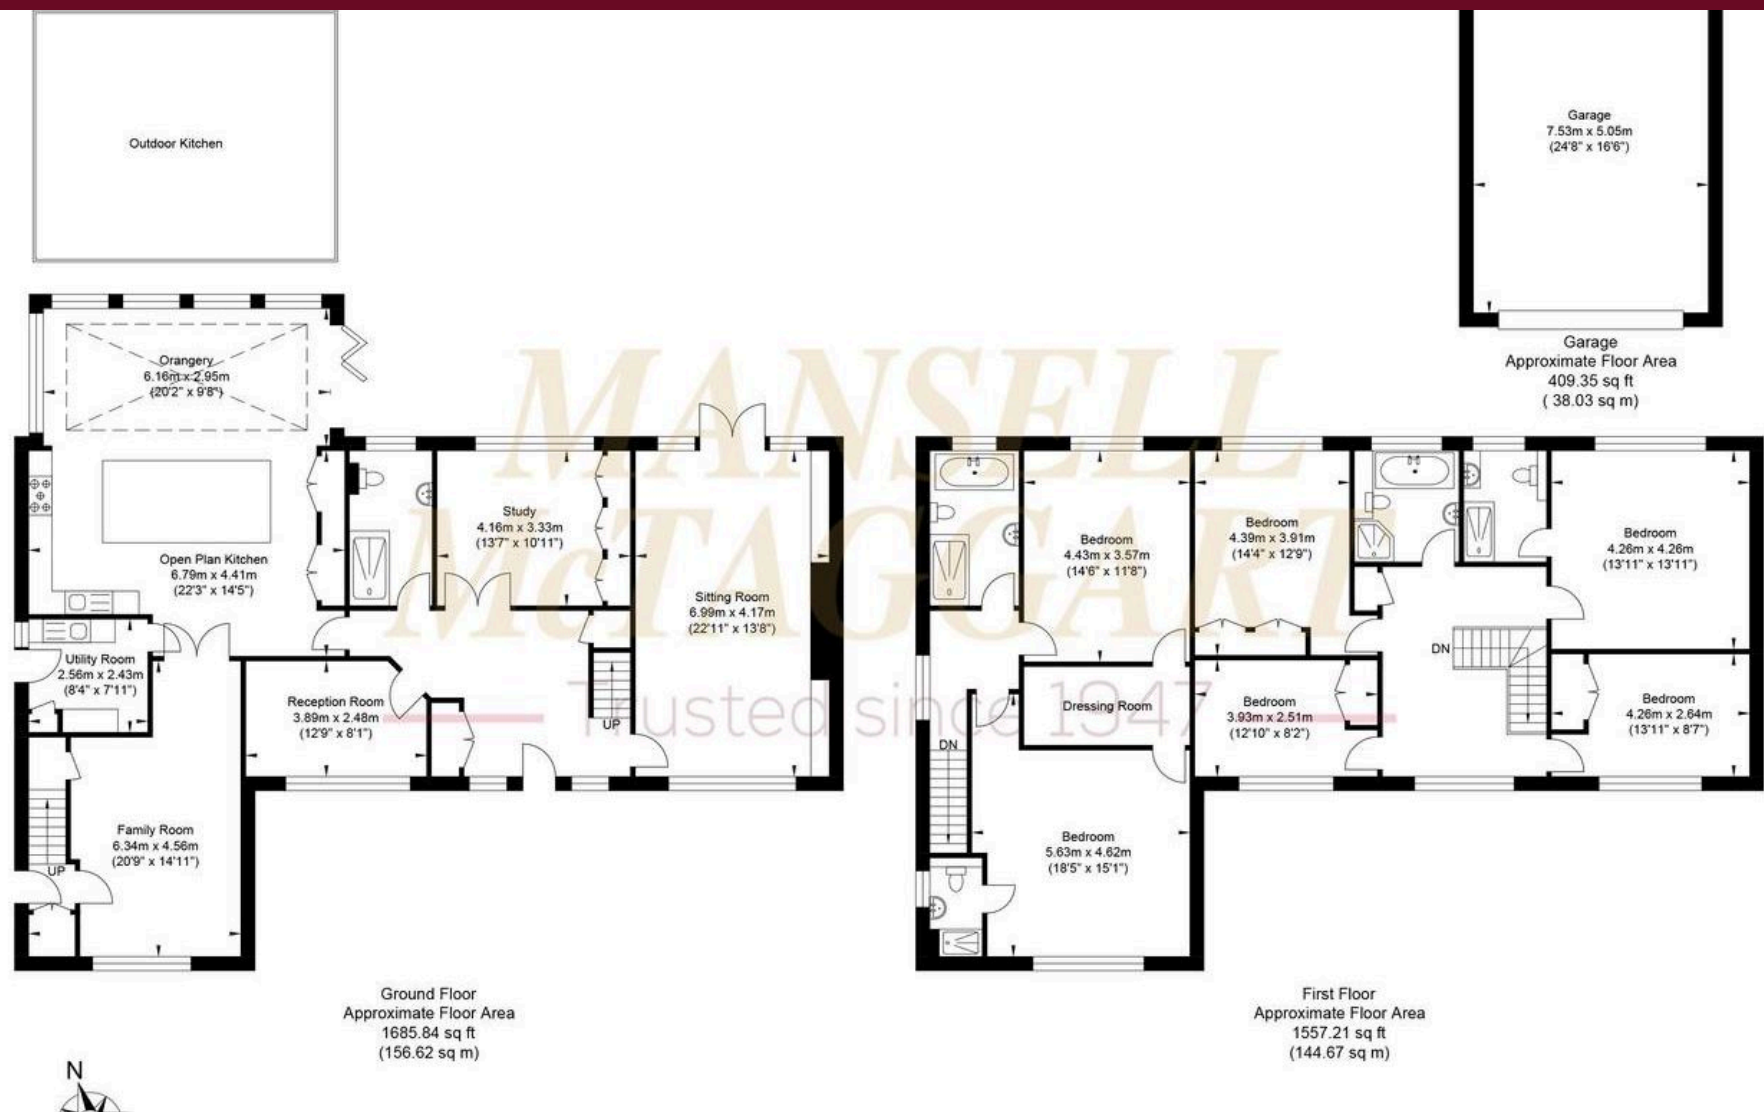 Outdoor Kitchen
Garage
7.53m x 5.05m
(24'8" x 16'6")
Garage
Approximate Floor Area
409.35 sq ft
( 38.03 sq m)
Orangery
6.16m x 2.95m
(20'2" x 9'8")
Open Plan Kitchen
6.79m x 4.41m
(22'3" x 14'5")
Study
4.16m x 3.33m
(13'7" x 10'11")
Sitting Room
6.99m x 4.17m
(22'11" x 13'8")
Utility Room
2.56m x 2.43m
(8'4" x 7'11")
Reception Room
3.89m x 2.48m
(12'9" x 8'1")
UP
Family Room
6.34m x 4.56m
(20'9" x 14'11")
UP
Ground Floor
Approximate Floor Area
1685.84 sq ft
(156.62 sq m)
Bedroom
4.43m x 3.57m
(14'6" x 11'8")
Bedroom
4.39m x 3.91m
(14'4" x 12'9")
Bedroom
4.26m x 4.26m
(13'11" x 13'11")
DN
Dressing Room
Bedroom
3.93m x 2.51m
(12'10" x 8'2")
Bedroom
4.26m x 2.64m
(13'11" x 8'7")
DN
Bedroom
5.63m x 4.62m
(18'5" x 15'1")
First Floor
Approximate Floor Area
1557.21 sq ft
(144.67 sq m)
MANSELL
McTAGGART
Trusted since 1947
N